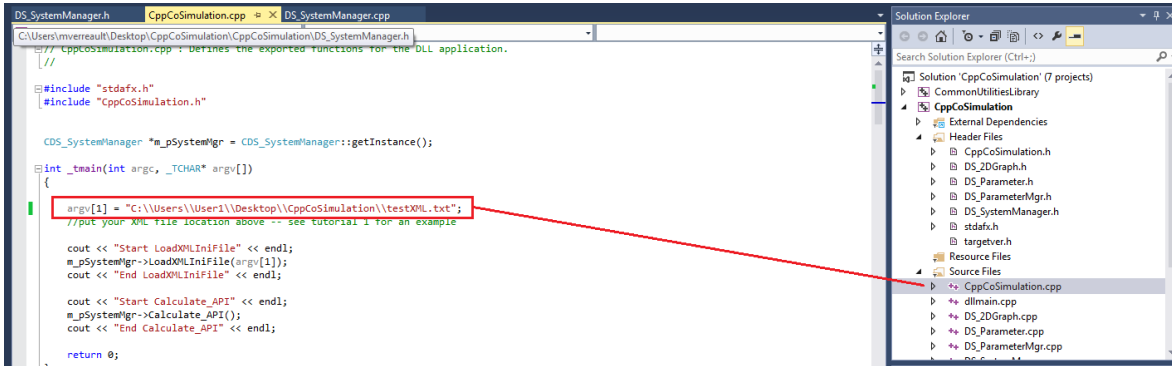 DS_SystemManager.h
CppCoSimulation.cpp
DS_SystemManager.cpp
C:\Users\mverreault\Desktop\CppCoSimulation\CppCoSimulation\DS_SystemManager.h
// CppCoSimulation.cpp : Defines the exported functions for the DLL application.
//
#include "stdafx.h"
#include "CppCoSimulation.h"
CDS_SystemManager *m_pSystemMgr = CDS_SystemManager::getInstance();
int _tmain(int argc, _TCHAR* argv[])
{
argv[1] = "C:\\Users\\User1\\Desktop\\CppCoSimulation\\testXML.txt";
//put your XML file location above -- see tutorial 1 for an example
cout << "Start LoadXMLIniFile" << endl;
m_pSystemMgr->LoadXMLIniFile(argv[1]);
cout << "End LoadXMLIniFile" << endl;
cout << "Start Calculate_API" << endl;
m_pSystemMgr->Calculate_API();
cout << "End Calculate_API" << endl;
return 0;
Solution Explorer
Search Solution Explorer (Ctrl+;)
Solution 'CppCoSimulation' (7 projects)
CommonUtilitiesLibrary
CppCoSimulation
External Dependencies
Header Files
CppCoSimulation.h
DS_2DGraph.h
DS_Parameter.h
DS_ParameterMgr.h
DS_SystemManager.h
stdafx.h
targetver.h
Resource Files
Source Files
CppCoSimulation.cpp
dllmain.cpp
DS_2DGraph.cpp
DS_Parameter.cpp
DS_ParameterMgr.cpp